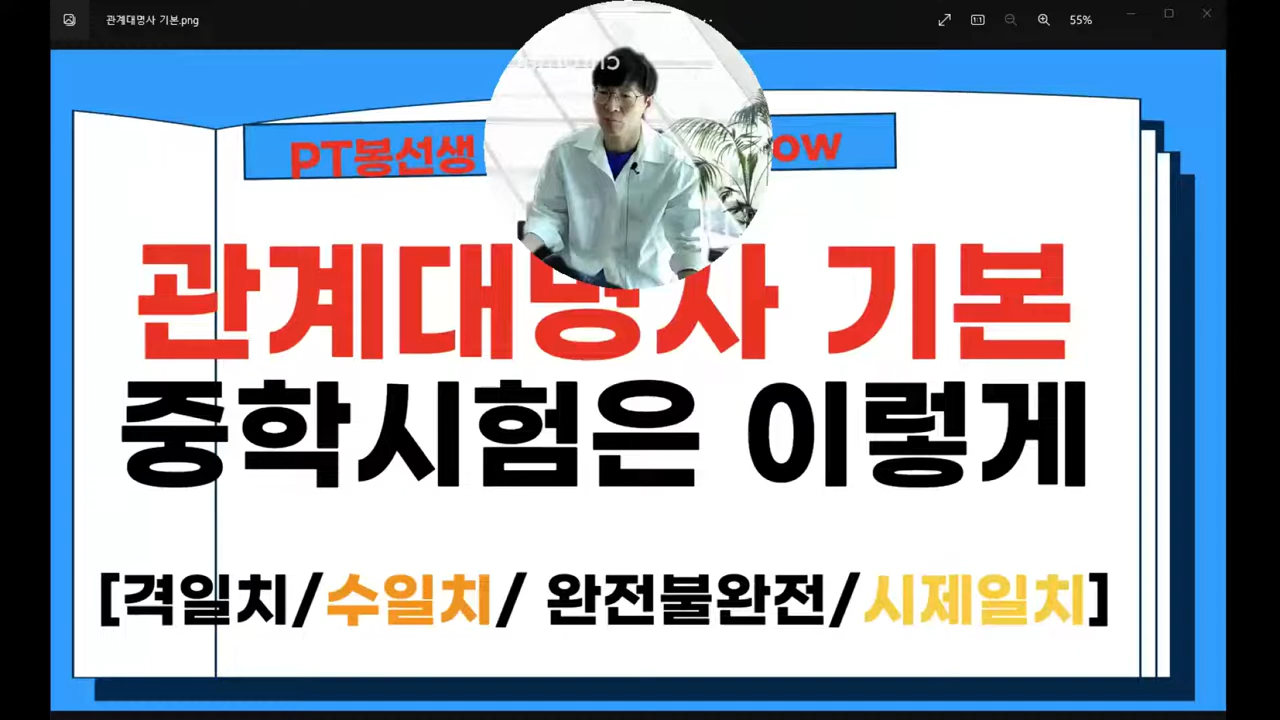 관계대명사 기본.png
55%
PT봉선생
ow
관계대명사 기본
중학시험은 이렇게
[격일치/수일치/ 완전불완전/시제일치]